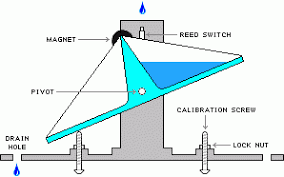 MAGNET
REED SWITCH
PIVOT
CALIBRATION SCREW
DRAIN
HOLE
LOCK NUT